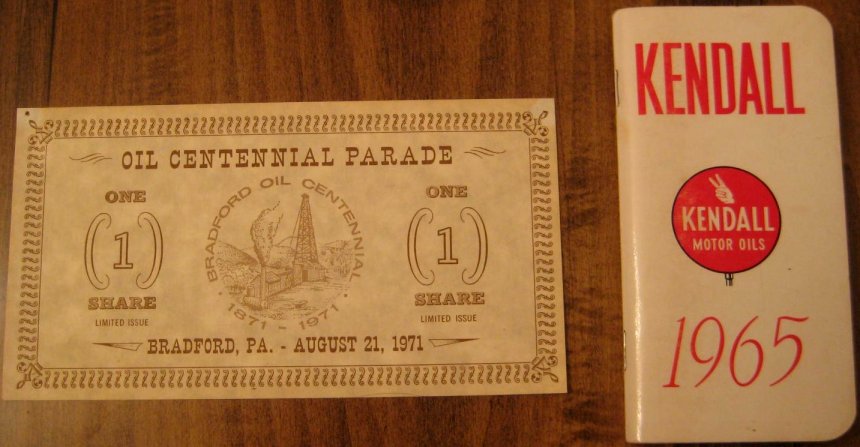 OIL CENTENNIAL PARADE
ONE
(1)
SHARE
LIMITED ISSUE
BRADFORD OIL CENTENNIAL
1871 - 1971
ONE
(1)
SHARE
LIMITED ISSUE
BRADFORD, PA. - AUGUST 21, 1971
KENDALL
KENDALL
MOTOR OILS
1965